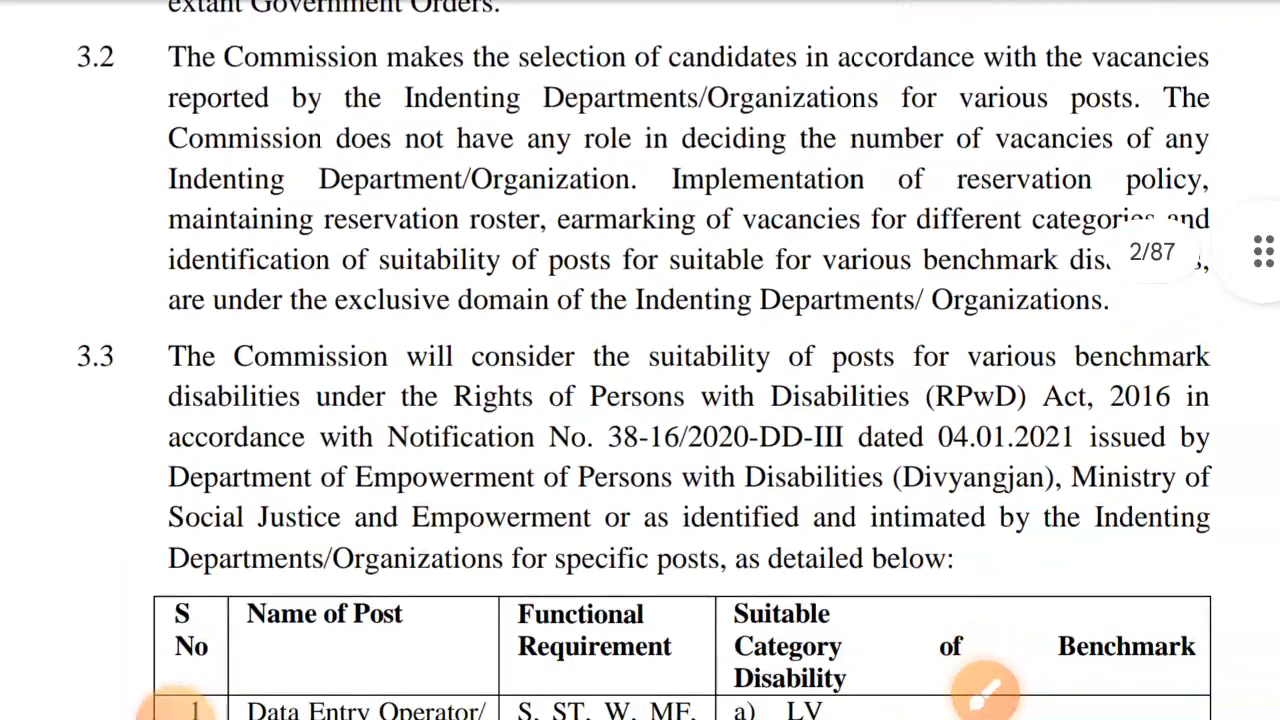 extant Government Orders.
3.2 The Commission makes the selection of candidates in accordance with the vacancies
reported by the Indenting Departments/Organizations for various posts. The
Commission does not have any role in deciding the number of vacancies of any
Indenting Department/Organization. Implementation of reservation policy,
maintaining reservation roster, earmarking of vacancies for different categories and
identification of suitability of posts for suitable for various benchmark
2/87
are under the exclusive domain of the Indenting Departments/ Organizations.
3.3 The Commission will consider the suitability of posts for various benchmark
disabilities under the Rights of Persons with Disabilities (RPwD) Act, 2016 in
accordance with Notification No. 38-16/2020-DD-III dated 04.01.2021 issued by
Department of Empowerment of Persons with Disabilities (Divyangjan), Ministry of
Social Justice and Empowerment or as identified and intimated by the Indenting
Departments/Organizations for specific posts, as detailed below:
S No Name of Post Functional Requirement Suitable Category of Benchmark Disability
1 Data Entry Operator/ S, ST, W, MF, a) LV